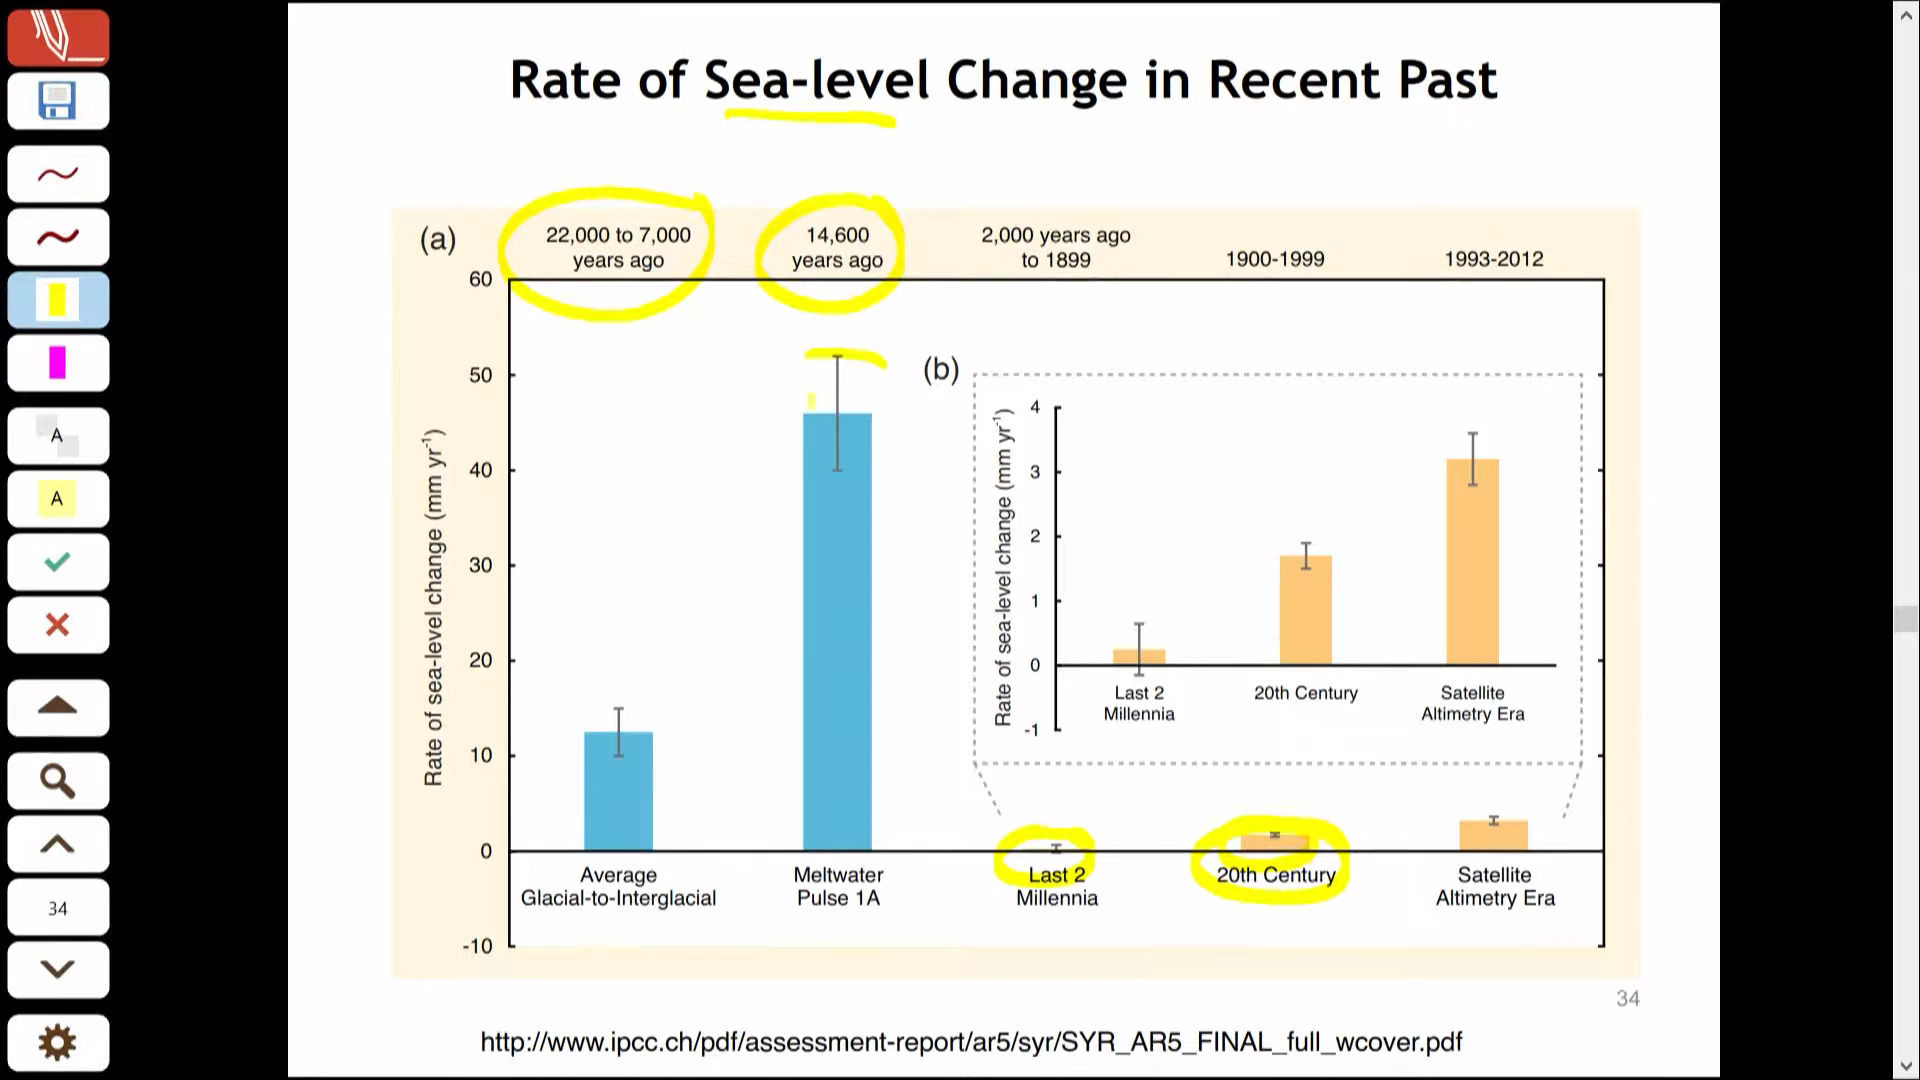 Rate of Sea-level Change in Recent Past
(a)
22,000 to 7,000
years ago
14,600
years ago
2,000 years ago
to 1899
1900-1999
1993-2012
60
50
40
30
20
10
0
-10
Rate of sea-level change (mm yr-1)
Average
Glacial-to-Interglacial
Meltwater
Pulse 1A
Last 2
Millennia
20th Century
Satellite
Altimetry Era
(b)
4
3
2
1
0
-1
Rate of sea-level change (mm yr-1)
Last 2
Millennia
20th Century
Satellite
Altimetry Era
34
http://www.ipcc.ch/pdf/assessment-report/ar5/syr/SYR_AR5_FINAL_full_wcover.pdf
A
A
34